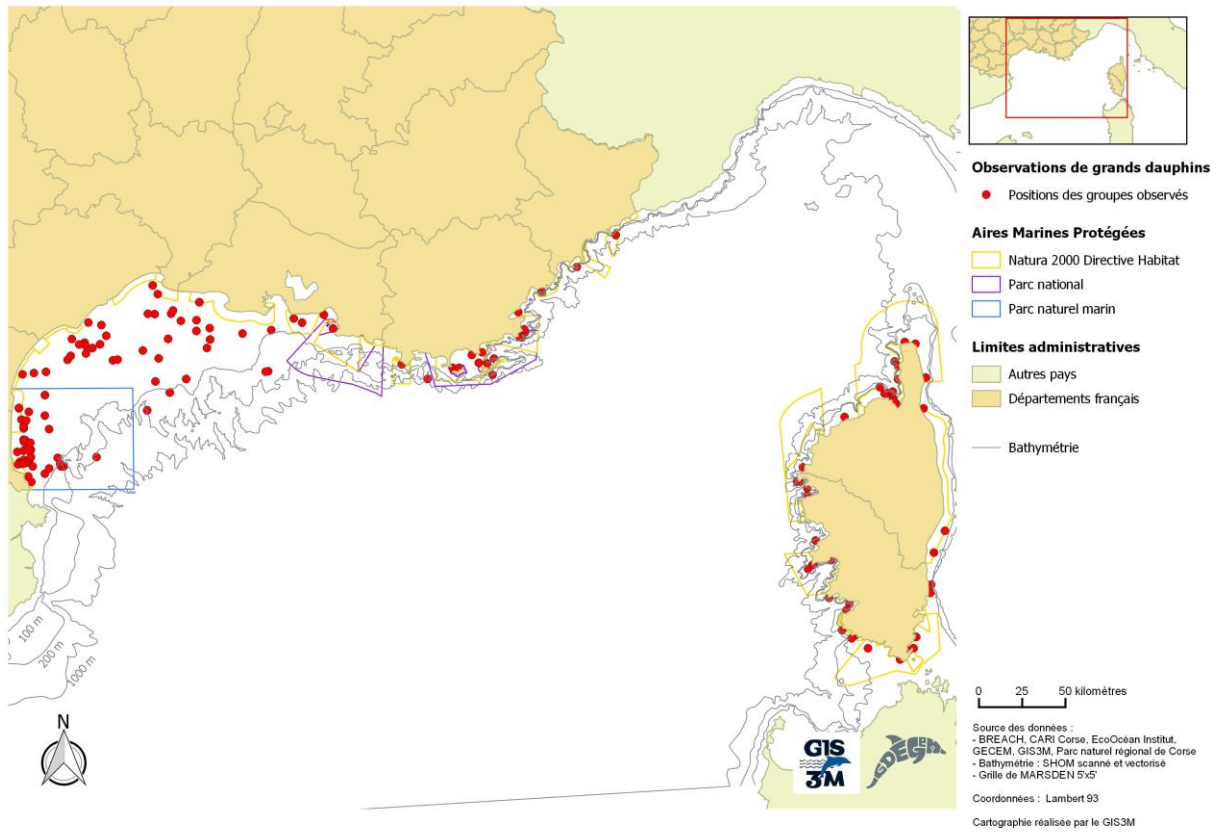 Observations de grands dauphins
Positions des groupes observés
Aires Marines Protégées
Natura 2000 Directive Habitat
Parc national
Parc naturel marin
Limites administratives
Autres pays
Départements français
Bathymétrie
100 m
200 m
1000 m
N
GIS
3M
GDEGeM
0 25 50 kilomètres
Source des données :
- BREACH, CARI Corse, EcoOcéan Institut,
GECEM, GIS3M, Parc naturel régional de Corse
- Bathymétrie : SHOM scanné et vectorisé
- Grille de MARSDEN 5'x5'
Coordonnées : Lambert 93
Cartographie réalisée par le GIS3M